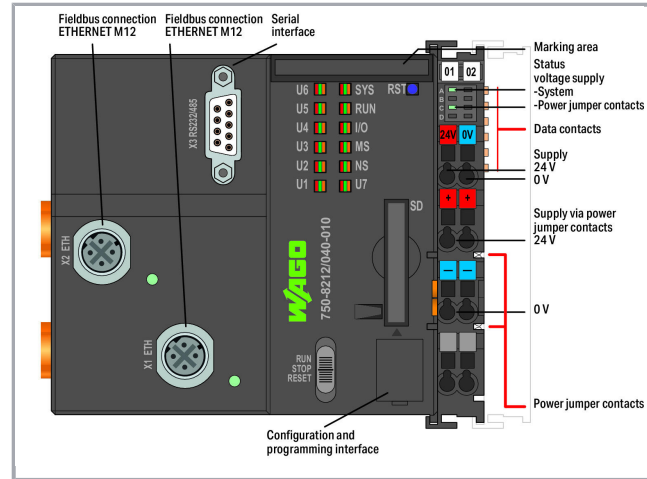 Fieldbus connection
ETHERNET M12
Fieldbus connection
ETHERNET M12
Serial
interface
Marking area
Status
voltage supply
-System
-Power jumper contacts
Data contacts
Supply
24 V
0 V
Supply via power
jumper contacts
24 V
0 V
Power jumper contacts
Configuration and
programming interface
X3 RS232/485
U6 SYS RST
U5 RUN
U4 I/O
U3 MS
U2 NS
U1 U7
SD
X2 ETH
X1 ETH
WAGO
750-8212/040-010
RUN
STOP
RESET
01 02
A
B
C
D
24V 0V
+ +
— —